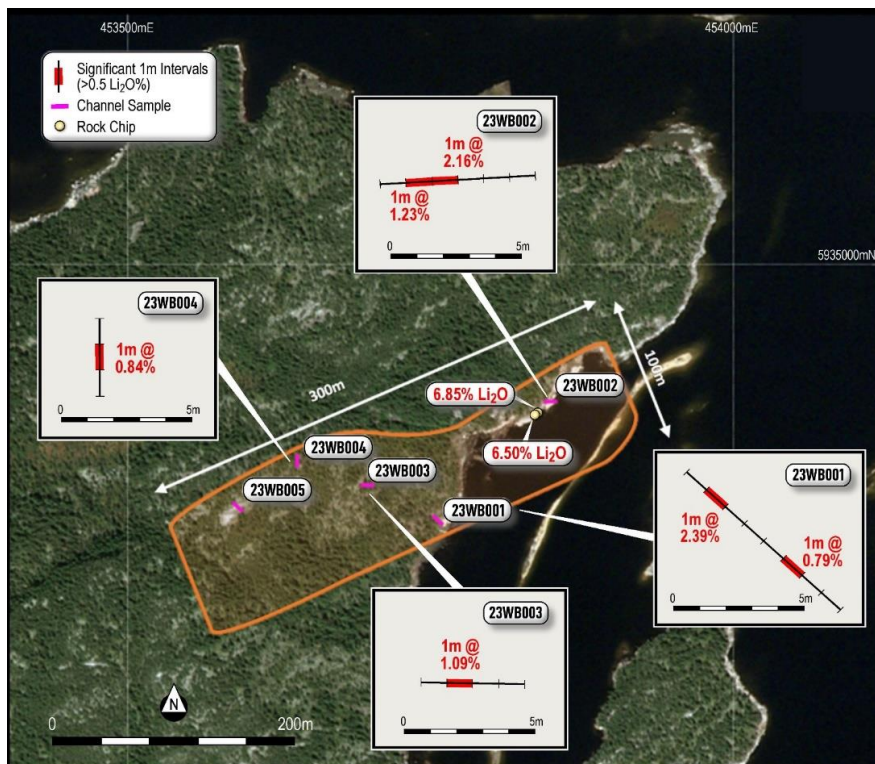 453500mE
454000mE
Significant 1m Intervals
(>0.5 Li₂O%)
Channel Sample
Rock Chip
23WB002
1m @
2.16%
1m @
1.23%
0
5m
5935000mN
23WB004
1m @
0.84%
0
5m
300m
100m
6.85% Li₂O
23WB002
6.50% Li₂O
23WB004
23WB003
23WB005
23WB001
23WB001
1m @
2.39%
1m @
0.79%
0
5m
23WB003
1m @
1.09%
0
5m
N
0
200m